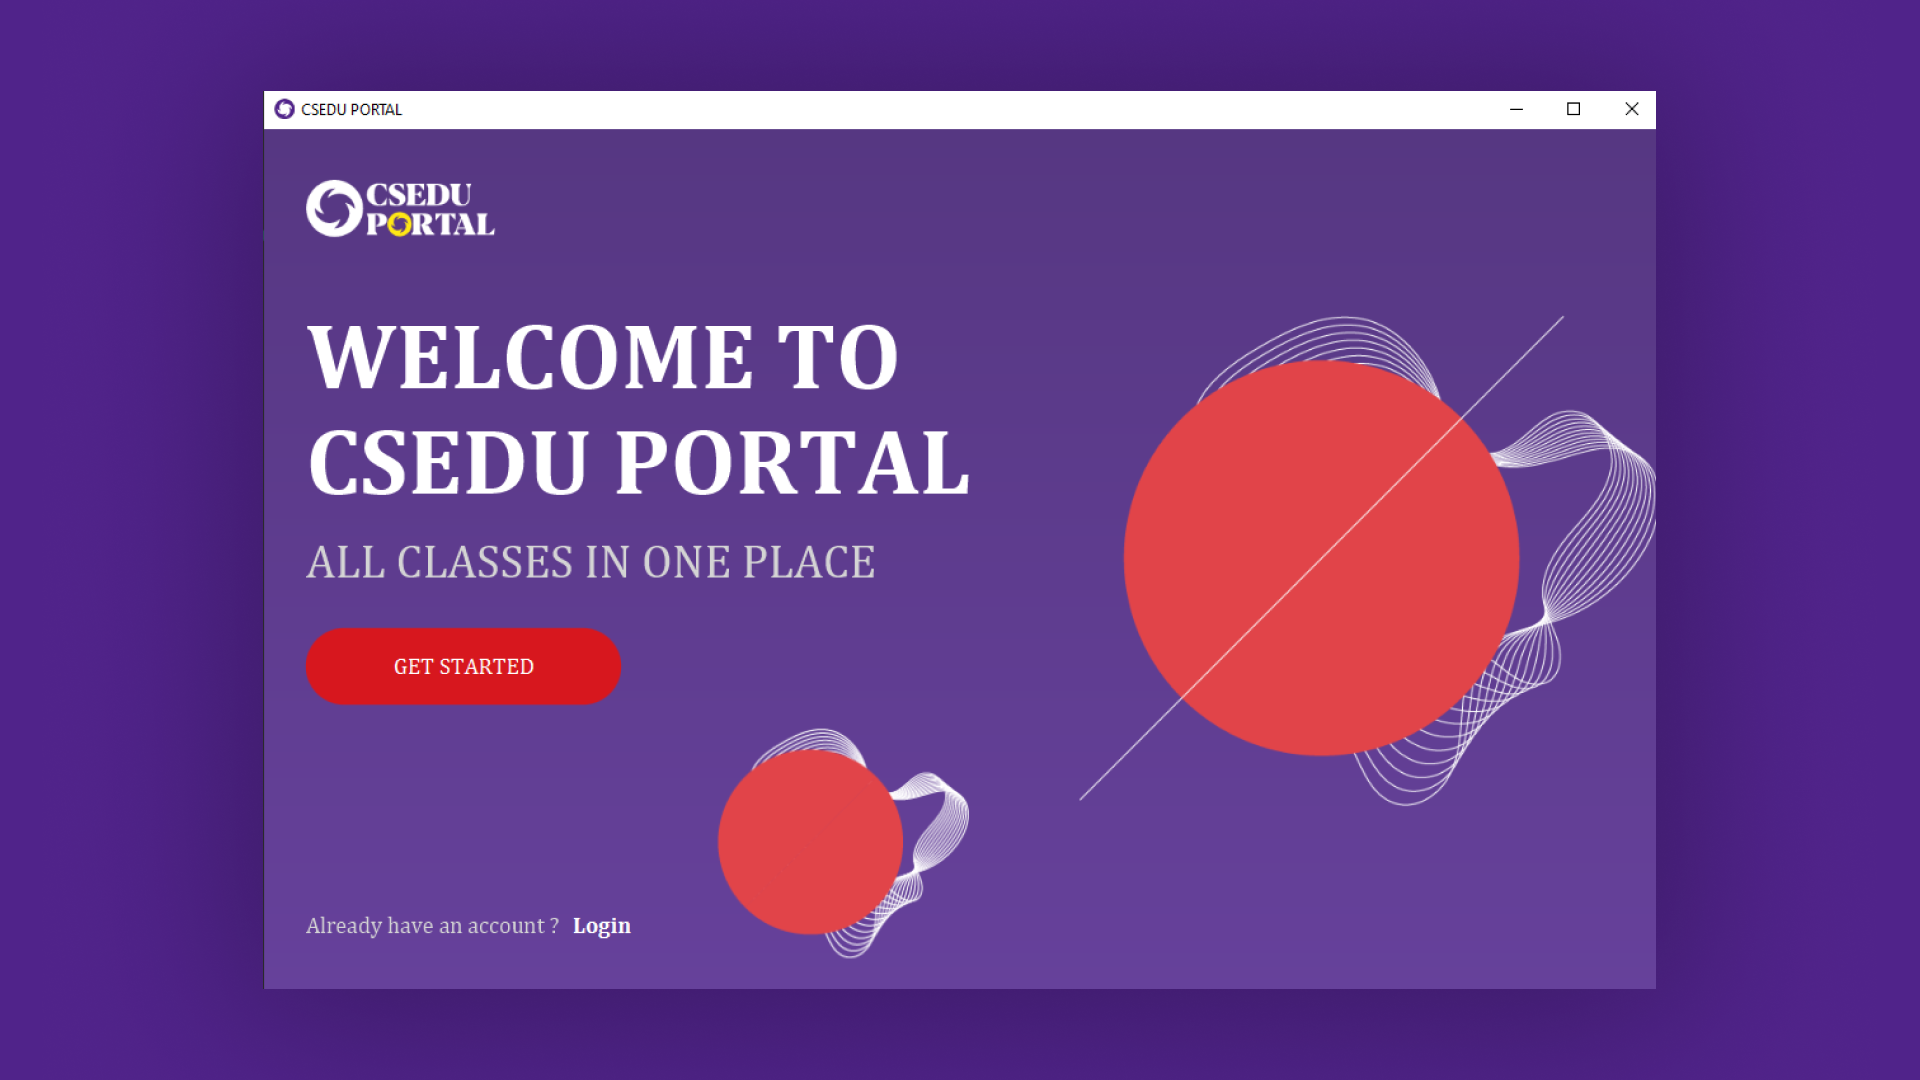 CSEDU PORTAL
CSEDU
PORTAL
WELCOME TO
CSEDU PORTAL
ALL CLASSES IN ONE PLACE
GET STARTED
Already have an account ? Login